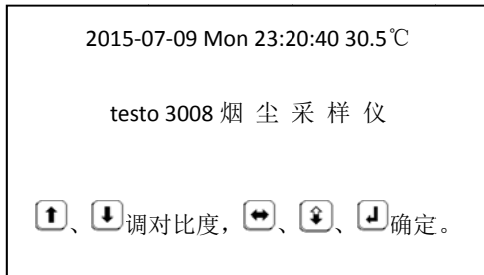 2015-07-09 Mon 23:20:40 30.5℃
testo 3008 烟 尘 采 样 仪
⬆、⬇调对比度，⬌、⇳、↲确定。